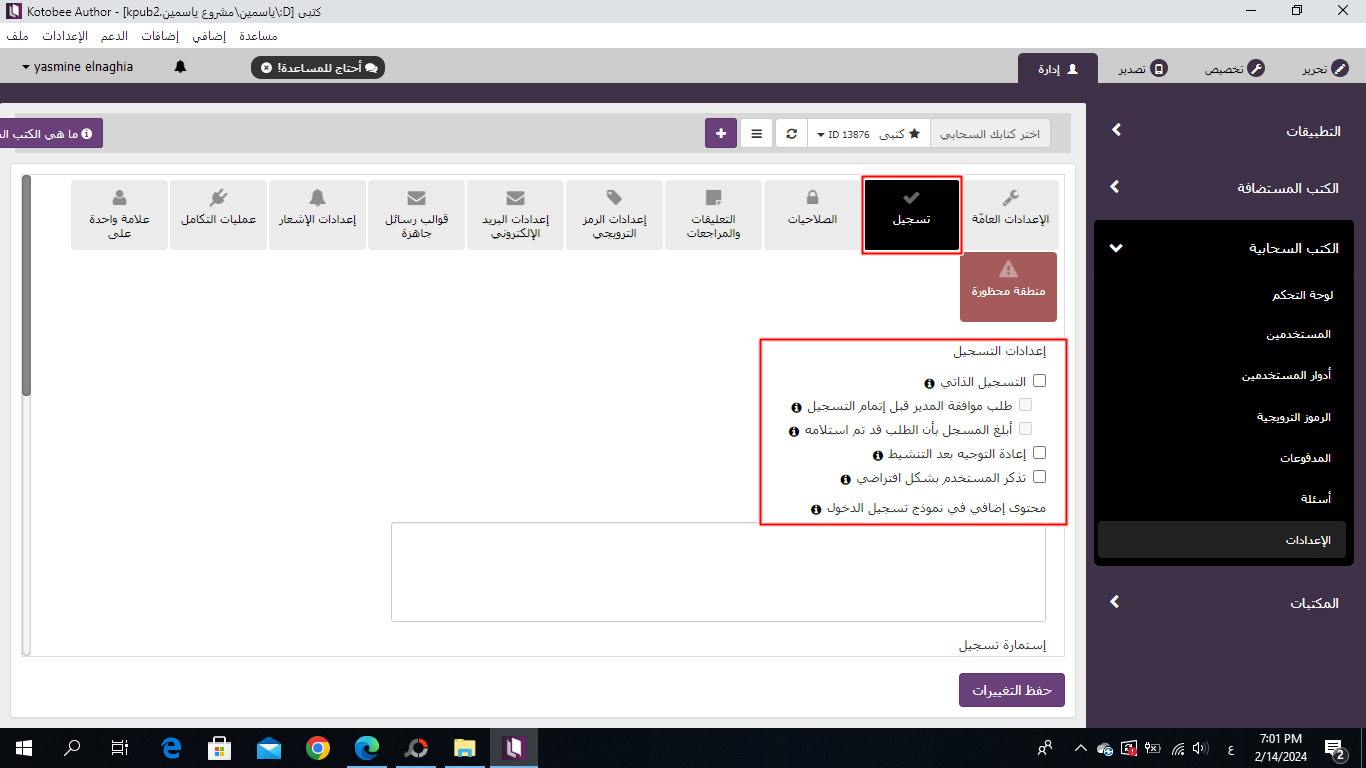 Kotobee Author - [kpub2.كتبي [D:\ياسمين\مشروع ياسمين
ملف الإعدادات الدعم إضافات إضافي مساعدة
تحرير تخصيص تصدير إدارة أحتاج للمساعدة! yasmine elnaghia
التطبيقات
الكتب المستضافة
الكتب السحابية
لوحة التحكم
المستخدمين
أدوار المستخدمين
الرموز الترويجية
المدفوعات
أسئلة
الإعدادات
المكتبات
اختر كتابك السحابي كتبي ID 13876 ما هي الكتب
الإعدادات العامّة
تسجيل
الصلاحيات
التعليقات
والمراجعات
إعدادات الرمز
الترويجي
إعدادات البريد
الإلكتروني
قوالب رسائل
جاهزة
إعدادات الإشعار
عمليات التكامل
علامة واحدة
على
منطقة محظورة
إعدادات التسجيل
التسجيل الذاتي
طلب موافقة المدير قبل إتمام التسجيل
أبلغ المسجل بأن الطلب قد تم استلامه
إعادة التوجيه بعد التنشيط
تذكر المستخدم بشكل افتراضي
محتوى إضافي في نموذج تسجيل الدخول
إستمارة تسجيل
حفظ التغييرات
ع
7:01 PM
2/14/2024
2